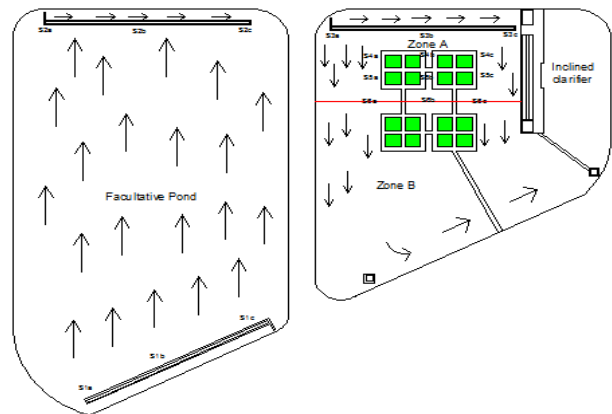 S2a S2b S2c
Facultative Pond
S1c
S1b
S1a
S3a S3b S3c
Zone A
S4a S4c
S5a S5b S5c
S6a S6b S6c
Zone B
Inclined
clarifier